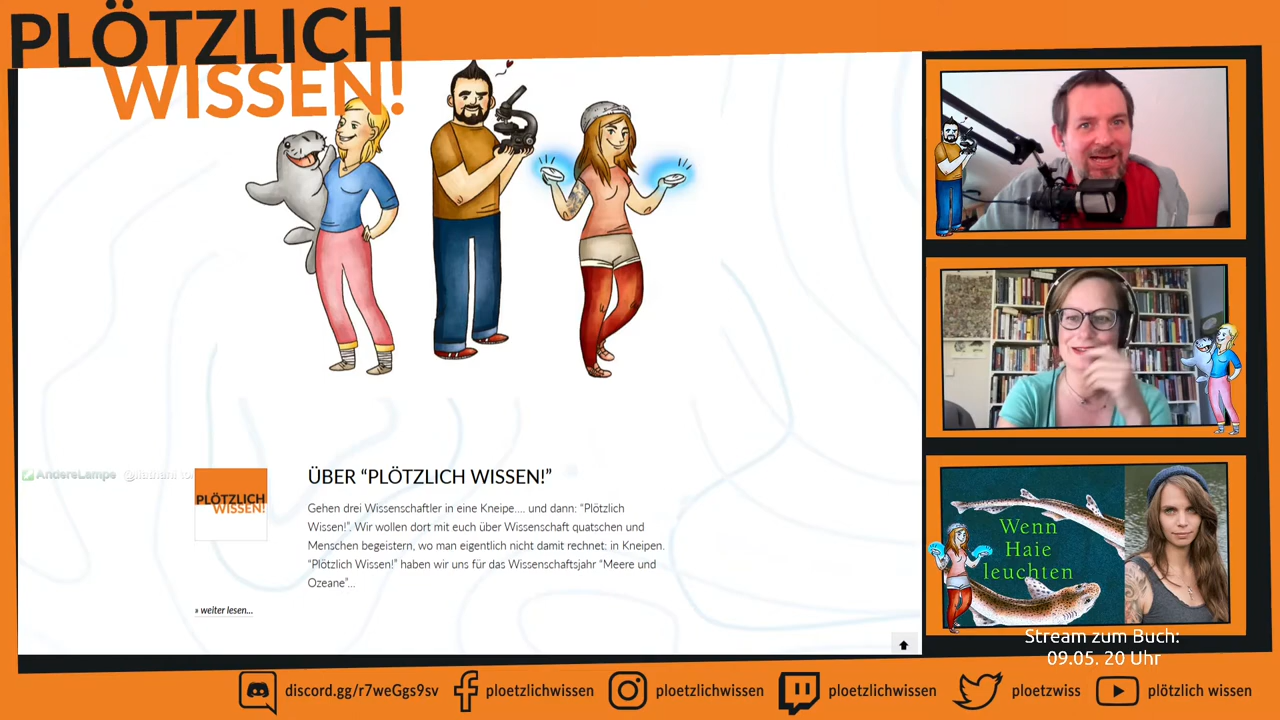 PLÖTZLICH
WISSEN!
AndereLampe
PLÖTZLICH
WISSEN!
ÜBER “PLÖTZLICH WISSEN!”
Gehen drei Wissenschaftler in eine Kneipe.... und dann: “Plötzlich
Wissen!”. Wir wollen dort mit euch über Wissenschaft quatschen und
Menschen begeistern, wo man eigentlich nicht damit rechnet: in Kneipen.
“Plötzlich Wissen!” haben wir uns für das Wissenschaftsjahr “Meere und
Ozeane”...
» weiter lesen...
Wenn
Haie
leuchten
Stream zum Buch:
09.05. 20 Uhr
discord.gg/r7weGgs9sv
ploetzlichwissen
ploetzlichwissen
ploetzlichwissen
ploetzwiss
plötzlich wissen